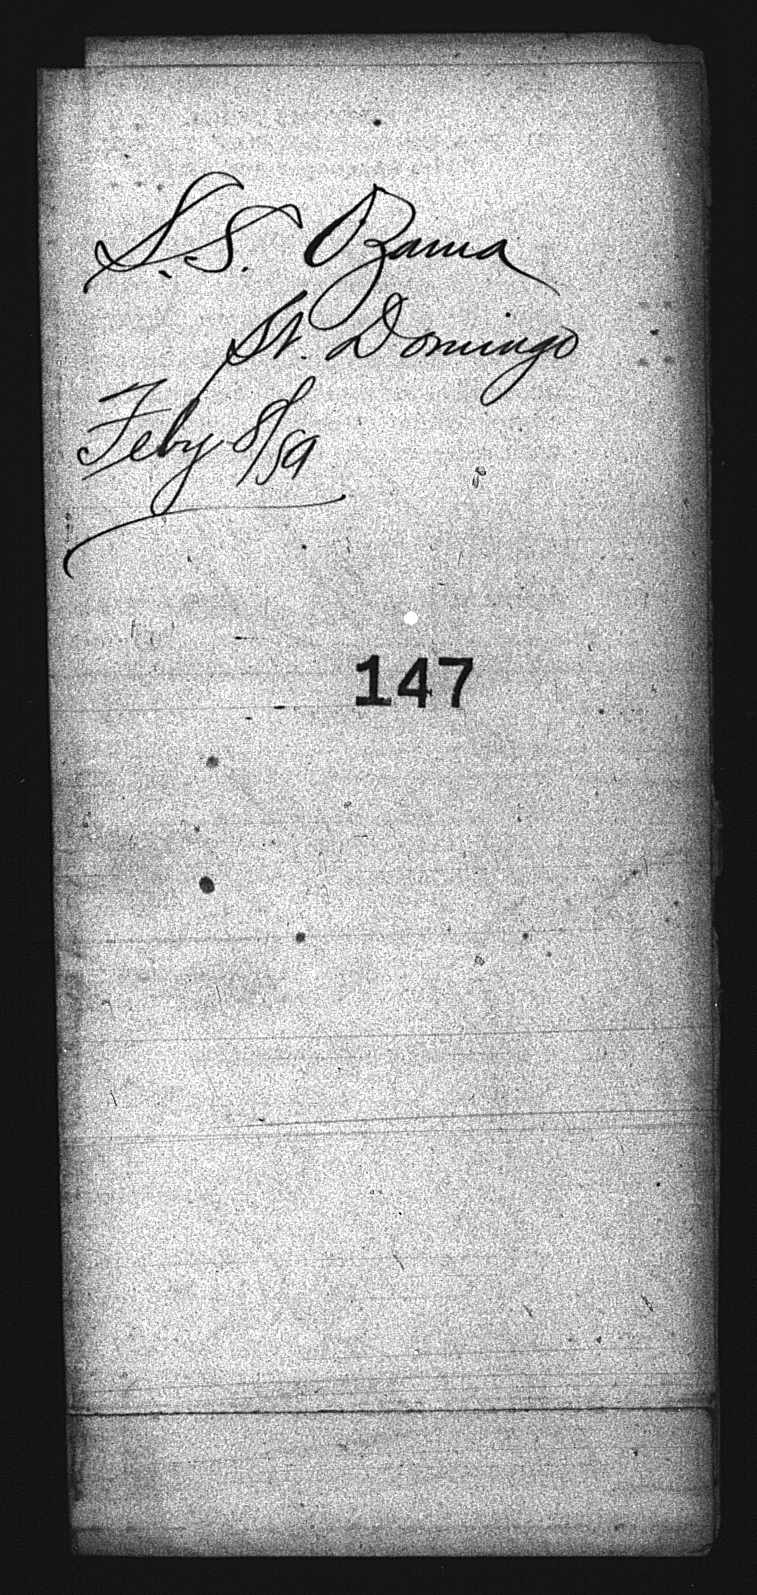 S.S. Ozama
St. Domingo
Feby 8/89
147